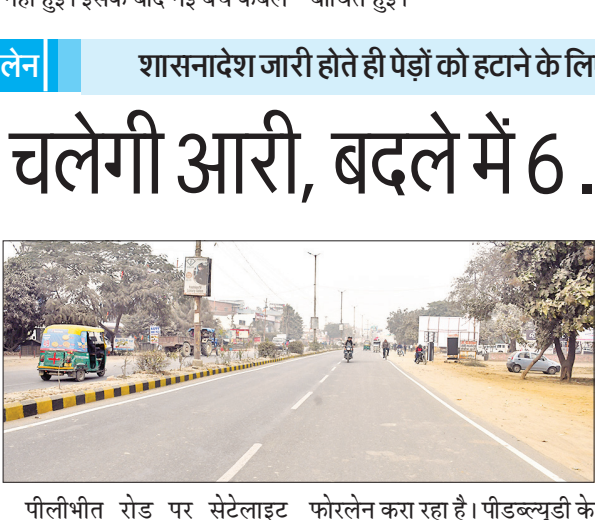 बाधित हुई।
लेन
शासनादेश जारी होते ही पेड़ों को हटाने के लि
चलेगी आरी, बदले में 6 .
पीलीभीत रोड पर सेटेलाइट
फोरलेन करा रहा है। पीडब्ल्यूडी के